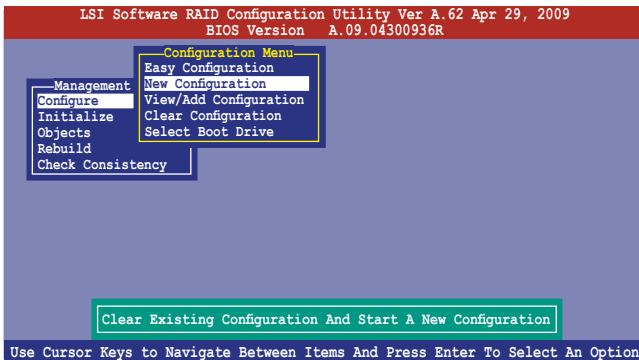 LSI Software RAID Configuration Utility Ver A.62 Apr 29, 2009
BIOS Version A.09.04300936R
Configuration Menu
Easy Configuration
New Configuration
View/Add Configuration
Clear Configuration
Select Boot Drive
Management
Configure
Initialize
Objects
Rebuild
Check Consistency
Clear Existing Configuration And Start A New Configuration
Use Cursor Keys to Navigate Between Items And Press Enter To Select An Option